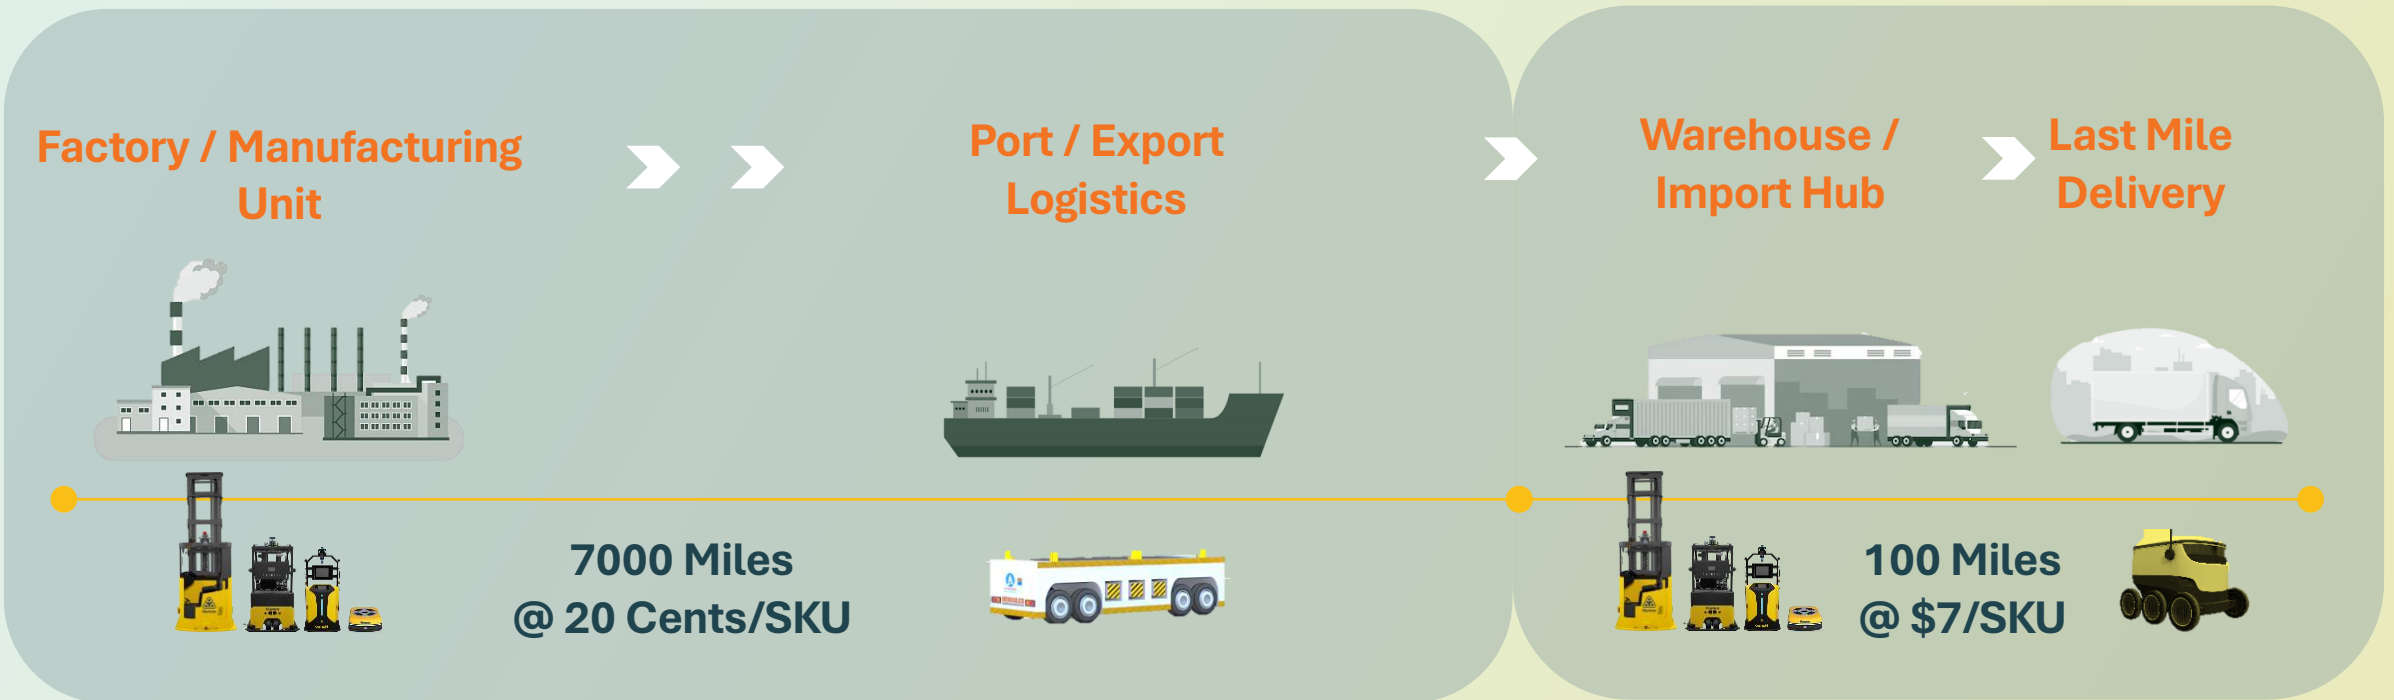 Factory / Manufacturing
Unit
Port / Export
Logistics
Warehouse /
Import Hub
Last Mile
Delivery
7000 Miles
@ 20 Cents/SKU
100 Miles
@ $7/SKU